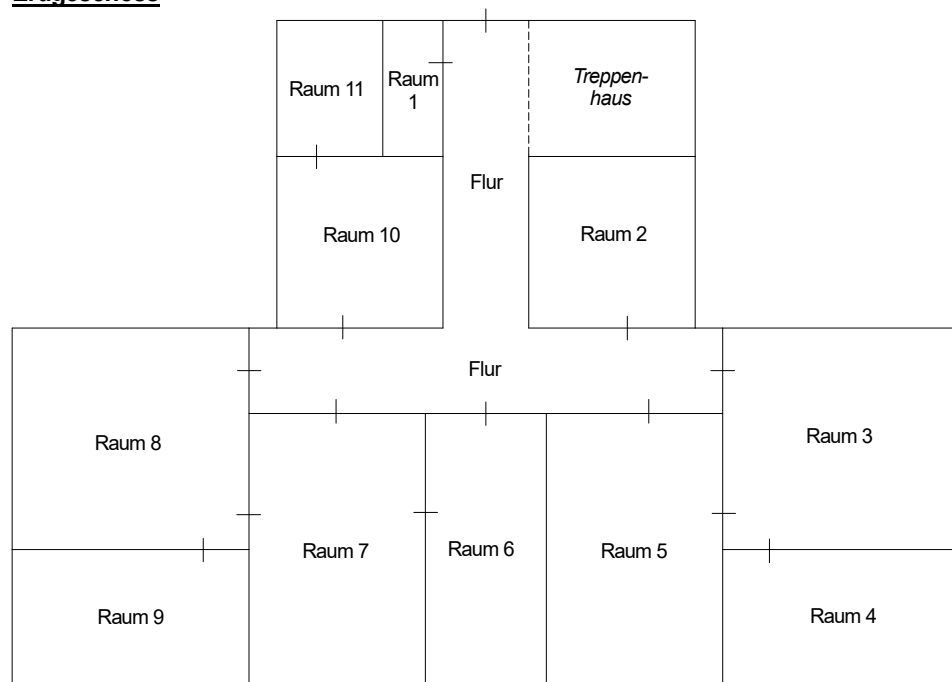 Erdgeschoss
Raum 11
Raum
1
Treppen-
haus
Flur
Raum 10
Raum 2
Flur
Raum 8
Raum 3
Raum 7
Raum 6
Raum 5
Raum 9
Raum 4